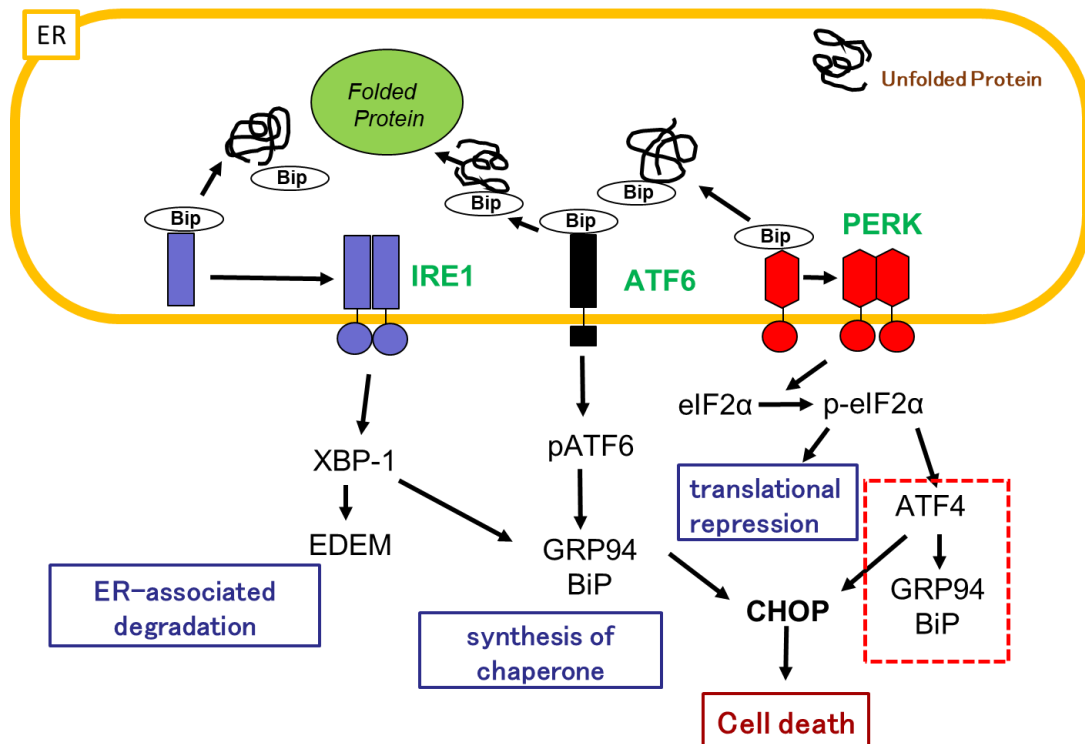 ER
Unfolded Protein
Folded
Protein
Bip
Bip
Bip
Bip
Bip
Bip
IRE1
ATF6
PERK
eIF2α
p-eIF2α
XBP-1
pATF6
translational
repression
ATF4
EDEM
GRP94
BiP
GRP94
BiP
ER-associated
degradation
CHOP
synthesis of
chaperone
Cell death